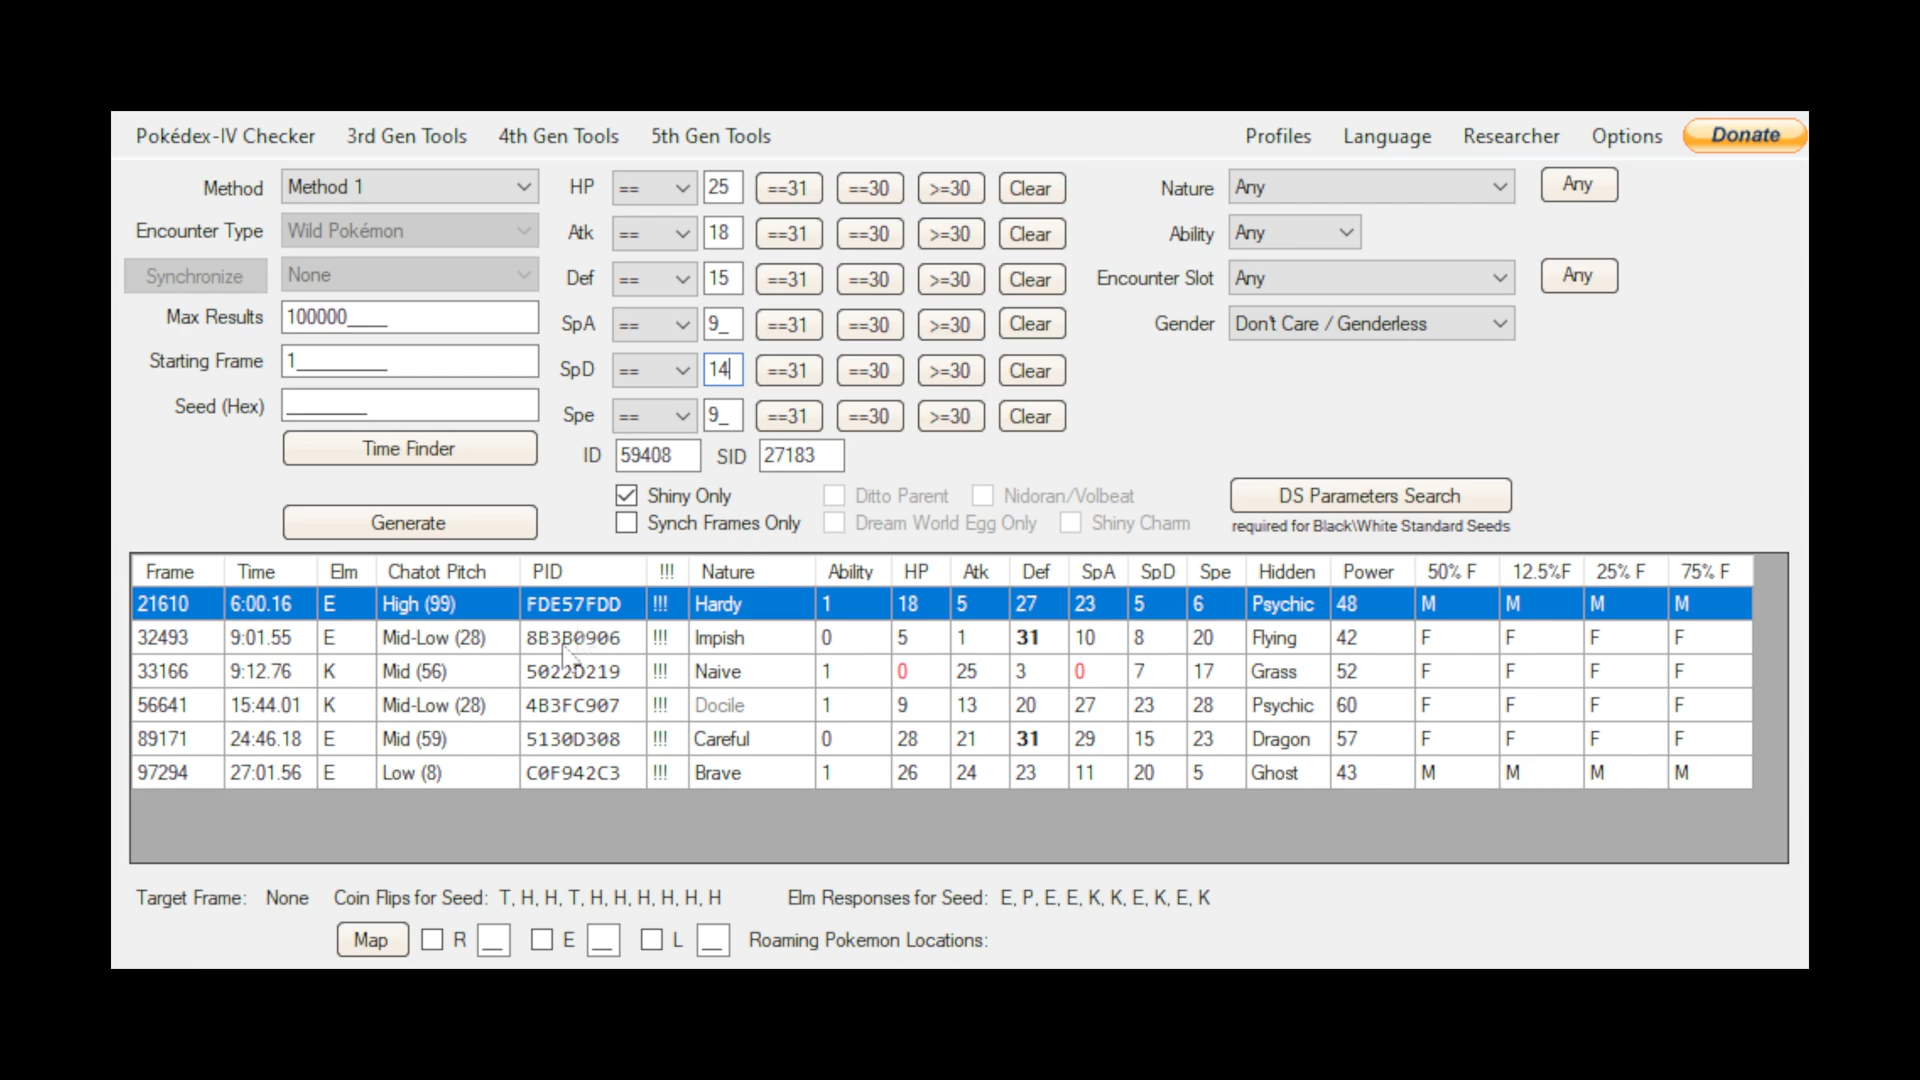 Pokédex-IV Checker 3rd Gen Tools 4th Gen Tools 5th Gen Tools Profiles Language Researcher Options Donate
Method Method 1 HP == 25 ==31 ==30 >=30 Clear Nature Any Any
Encounter Type Wild Pokémon Atk == 18 ==31 ==30 >=30 Clear Ability Any
Synchronize None Def == 15 ==31 ==30 >=30 Clear Encounter Slot Any Any
Max Results 100000____ SpA == 9_ ==31 ==30 >=30 Clear Gender Don't Care / Genderless
Starting Frame 1_________ SpD == 14 ==31 ==30 >=30 Clear
Seed (Hex) ________ Spe == 9_ ==31 ==30 >=30 Clear
Time Finder ID 59408 SID 27183
Shiny Only Ditto Parent Nidoran/Volbeat DS Parameters Search
Generate Synch Frames Only Dream World Egg Only Shiny Charm required for Black\White Standard Seeds
Frame Time Elm Chatot Pitch PID !!! Nature Ability HP Atk Def SpA SpD Spe Hidden Power 50% F 12.5%F 25% F 75% F
21610 6:00.16 E High (99) FDE57FDD !!! Hardy 1 18 5 27 23 5 6 Psychic 48 M M M M
32493 9:01.55 E Mid-Low (28) 8B3B0906 !!! Impish 0 5 1 31 10 8 20 Flying 42 F F F F
33166 9:12.76 K Mid (56) 5022D219 !!! Naive 1 0 25 3 0 7 17 Grass 52 F F F F
56641 15:44.01 K Mid-Low (28) 4B3FC907 !!! Docile 1 9 13 20 27 23 28 Psychic 60 F F F F
89171 24:46.18 E Mid (59) 5130D308 !!! Careful 0 28 21 31 29 15 23 Dragon 57 F F F F
97294 27:01.56 E Low (8) C0F942C3 !!! Brave 1 26 24 23 11 20 5 Ghost 43 M M M M
Target Frame: None Coin Flips for Seed: T, H, H, T, H, H, H, H, H, H Elm Responses for Seed: E, P, E, E, K, K, E, K, E, K
Map R __ E __ L __ Roaming Pokemon Locations: